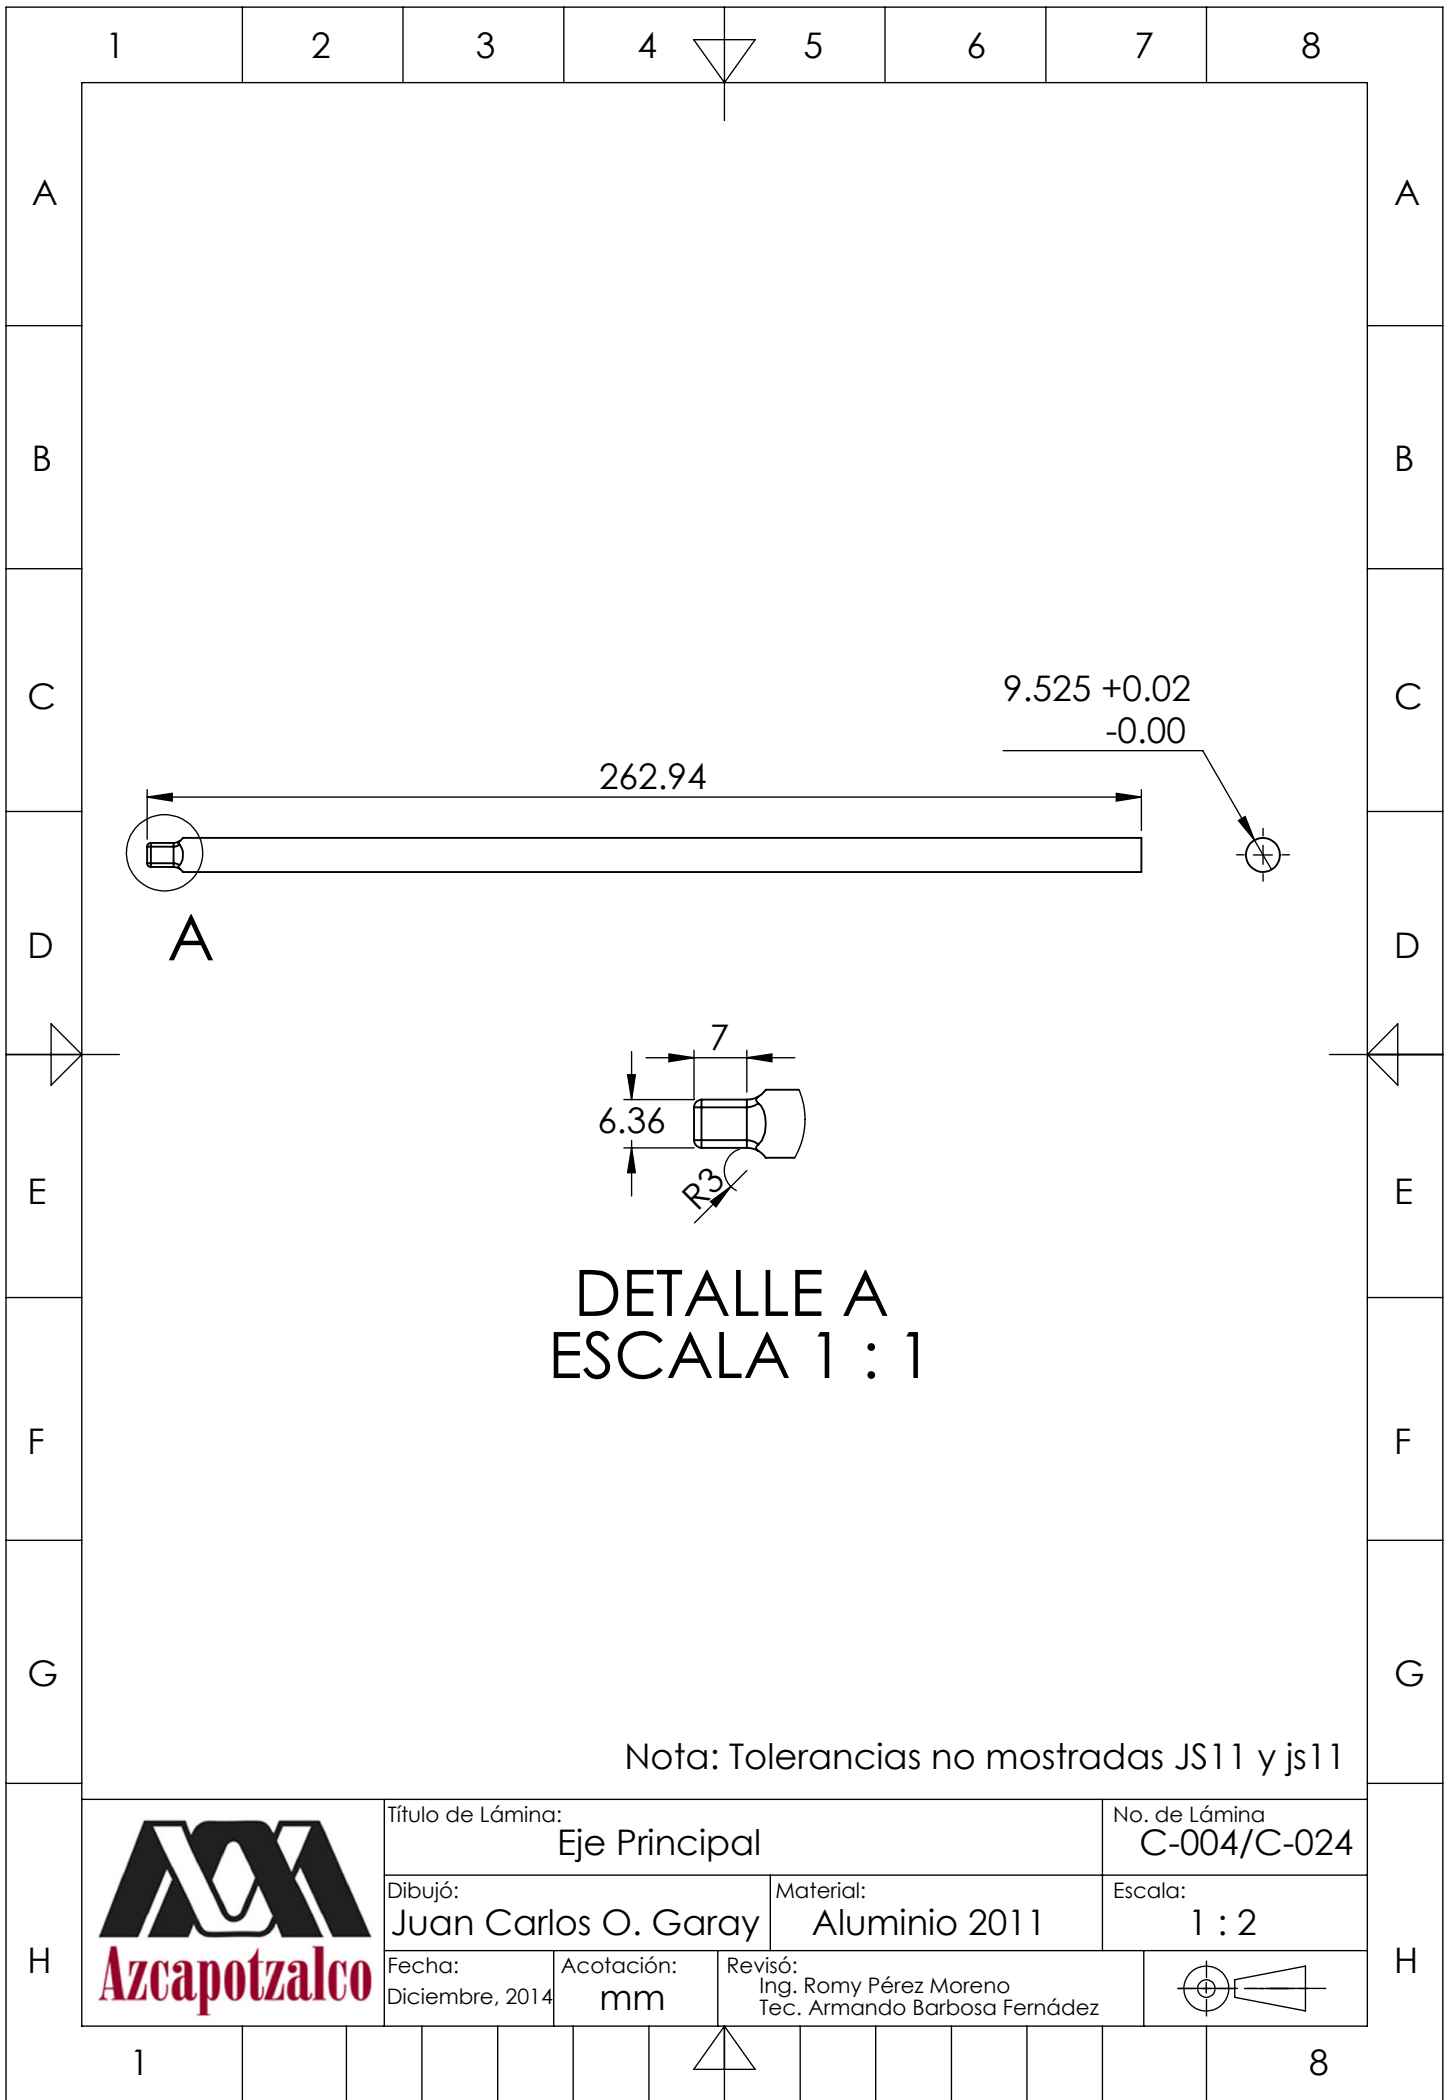 1 2 3 4 5 6 7 8
A A
B B
C C
9.525 +0.02
-0.00
262.94
D D
A
7
6.36
R3
E E
DETALLE A
ESCALA 1 : 1
F F
G G
Nota: Tolerancias no mostradas JS11 y js11
Título de Lámina:
Eje Principal
No. de Lámina
C-004/C-024
Dibujó:
Juan Carlos O. Garay
Material:
Aluminio 2011
Escala:
1 : 2
H H
Azcapotzalco
Fecha:
Diciembre, 2014
Acotación:
mm
Revisó:
Ing. Romy Pérez Moreno
Tec. Armando Barbosa Fernádez
1 8